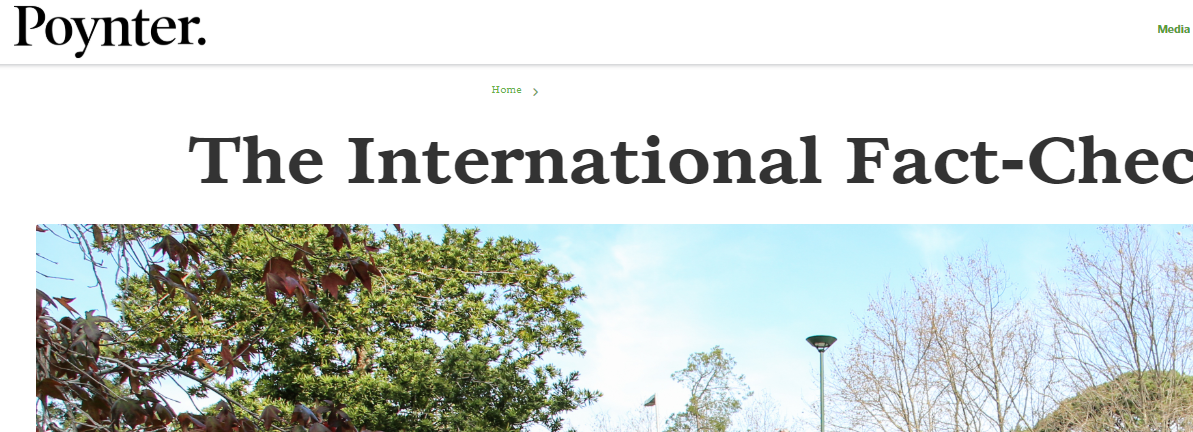 Poynter.
Media
Home
The International Fact-Chec